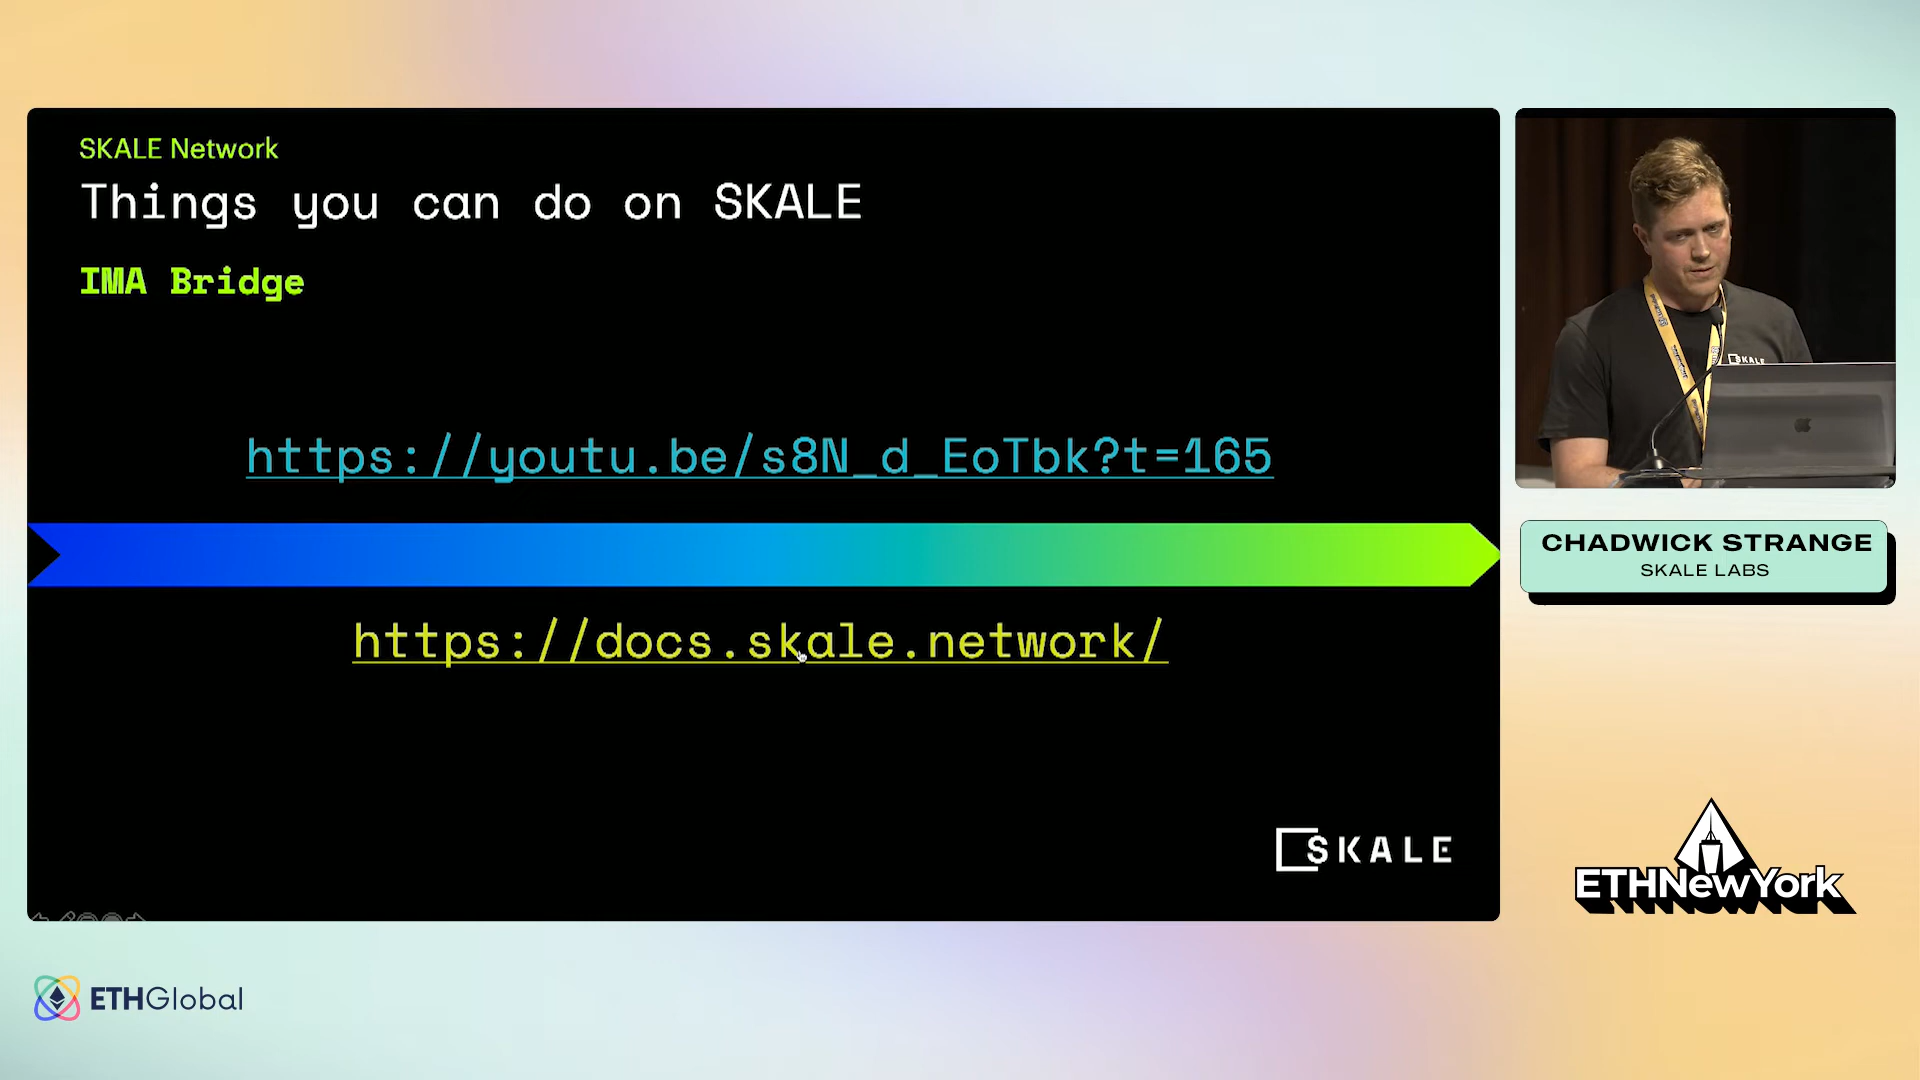 SKALE Network
Things you can do on SKALE
IMA Bridge
https://youtu.be/s8N_d_EoTbk?t=165
https://docs.skale.network/
SKALE
SKALE
CHADWICK STRANGE
SKALE LABS
ETHNewYork
ETHGlobal